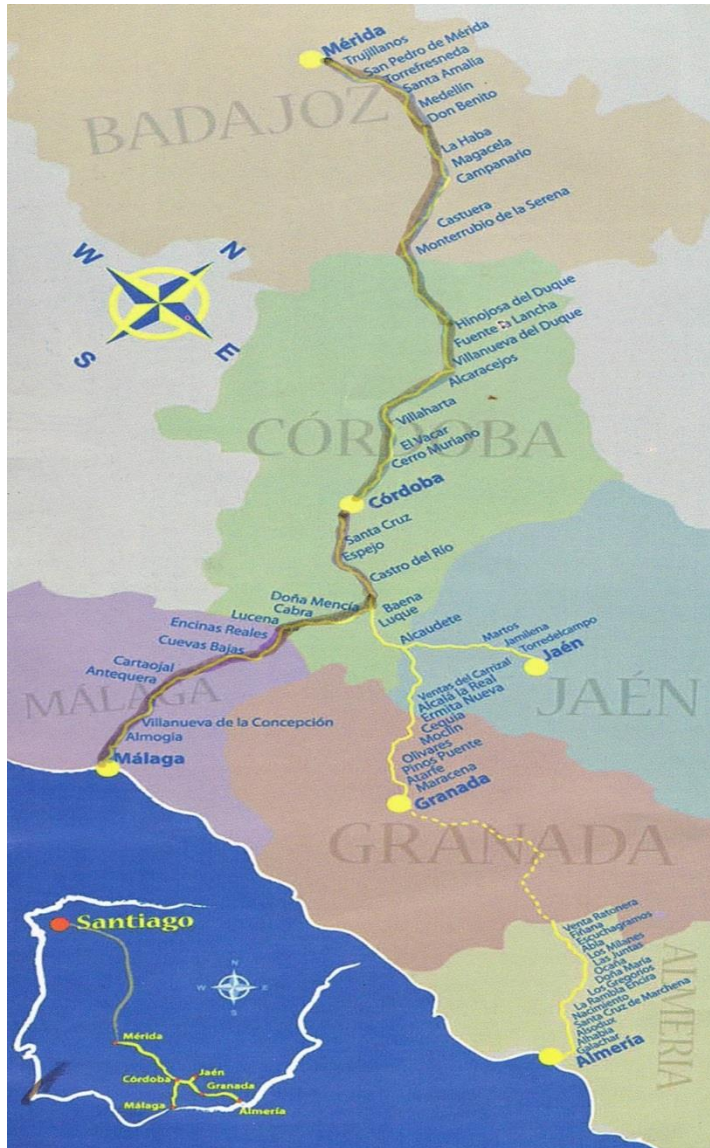 Mérida
Trujillanos
San Pedro de Mérida
Torrefresneda
Santa Amalia
Medellín
Don Benito
BADAJOZ
La Haba
Magacela
Campanario
Castuera
Monterrubio de la Serena
N
W
S
E
Hinojosa del Duque
Fuente la Lancha
Villanueva del Duque
Alcaracejos
Villaharta
El Vacar
Cerro Muriano
CÓRDOBA
Córdoba
Santa Cruz
Espejo
Castro del Río
Doña Mencía
Baena
Cabra
Luque
Lucena
Encinas Reales
Cuevas Bajas
Alcaudete
Martos
Jamilena
Torredelcampo
Jaén
JAÉN
Cartaojal
Antequera
MÁLAGA
Villanueva de la Concepción
Almogia
Málaga
Ventas del Carrizal
Alcalá la Real
Ermita Nueva
Cequia
Moclín
Olivares
Pinos Puente
Atarfe
Maracena
Granada
GRANADA
Venta Ratonera
Fiñana
Escuchagramos
Abla
Los Milanes
Las Juntas
Ocaña
Doña María
Los Gregorios
La Rambla Encira
Nacimiento
Santa Cruz de Marchena
Alsodux
Alhabia
Galachar
Almería
ALMERIA
Santiago
N
W
E
S
Mérida
Córdoba
Jaén
Granada
Málaga
Almería